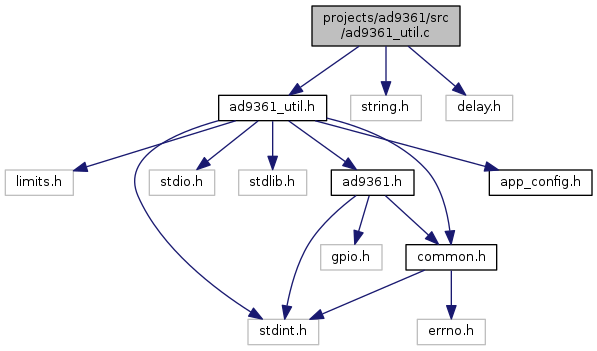 projects/ad9361/src
/ad9361_util.c
ad9361_util.h
string.h
delay.h
limits.h
stdio.h
stdlib.h
ad9361.h
app_config.h
gpio.h
common.h
stdint.h
errno.h